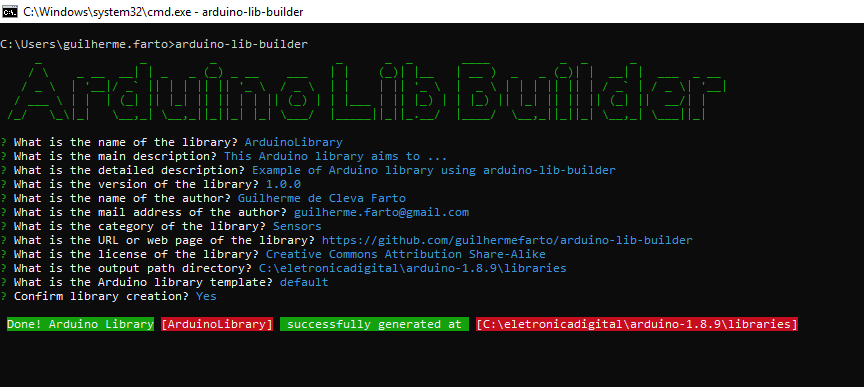 C:\Windows\system32\cmd.exe - arduino-lib-builder
C:\Users\guilherme.farto>arduino-lib-builder
Arduino Lib Builder
? What is the name of the library? ArduinoLibrary
? What is the main description? This Arduino library aims to ...
? What is the detailed description? Example of Arduino library using arduino-lib-builder
? What is the version of the library? 1.0.0
? What is the name of the author? Guilherme de Cleva Farto
? What is the mail address of the author? guilherme.farto@gmail.com
? What is the category of the library? Sensors
? What is the URL or web page of the library? https://github.com/guilhermefarto/arduino-lib-builder
? What is the license of the library? Creative Commons Attribution Share-Alike
? What is the output path directory? C:\eletronicadigital\arduino-1.8.9\libraries
? What is the Arduino library template? default
? Confirm library creation? Yes
Done! Arduino Library [ArduinoLibrary] successfully generated at [C:\eletronicadigital\arduino-1.8.9\libraries]